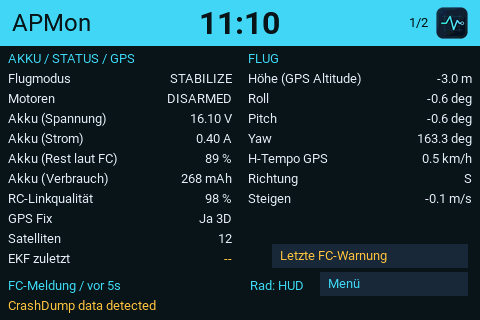 APMon 11:10 1/2
AKKU / STATUS / GPS
Flugmodus STABILIZE
Motoren DISARMED
Akku (Spannung) 16.10 V
Akku (Strom) 0.40 A
Akku (Rest laut FC) 89 %
Akku (Verbrauch) 268 mAh
RC-Linkqualität 98 %
GPS Fix Ja 3D
Satelliten 12
EKF zuletzt --
FC-Meldung / vor 5s
CrashDump data detected
FLUG
Höhe (GPS Altitude) -3.0 m
Roll -0.6 deg
Pitch -0.6 deg
Yaw 163.3 deg
H-Tempo GPS 0.5 km/h
Richtung S
Steigen -0.1 m/s
Letzte FC-Warnung
Rad: HUD Menü